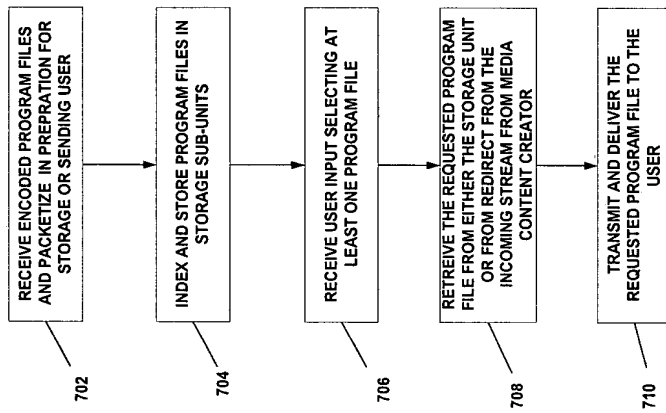 RECEIVE ENCODED PROGRAM FILES
AND PACKETIZE IN PREPRATION FOR
STORAGE OR SENDING USER
702
INDEX AND STORE PROGRAM FILES IN
STORAGE SUB-UNITS
704
RECEIVE USER INPUT SELECTING AT
LEAST ONE PROGRAM FILE
706
RETREIVE THE REQUESTED PROGRAM
FILE FROM EITHER THE STORAGE UNIT
OR FROM REDIRECT FROM THE
INCOMING STREAM FROM MEDIA
CONTENT CREATOR
708
TRANSMIT AND DELIVER THE
REQUESTED PROGRAM FILE TO THE
USER
710